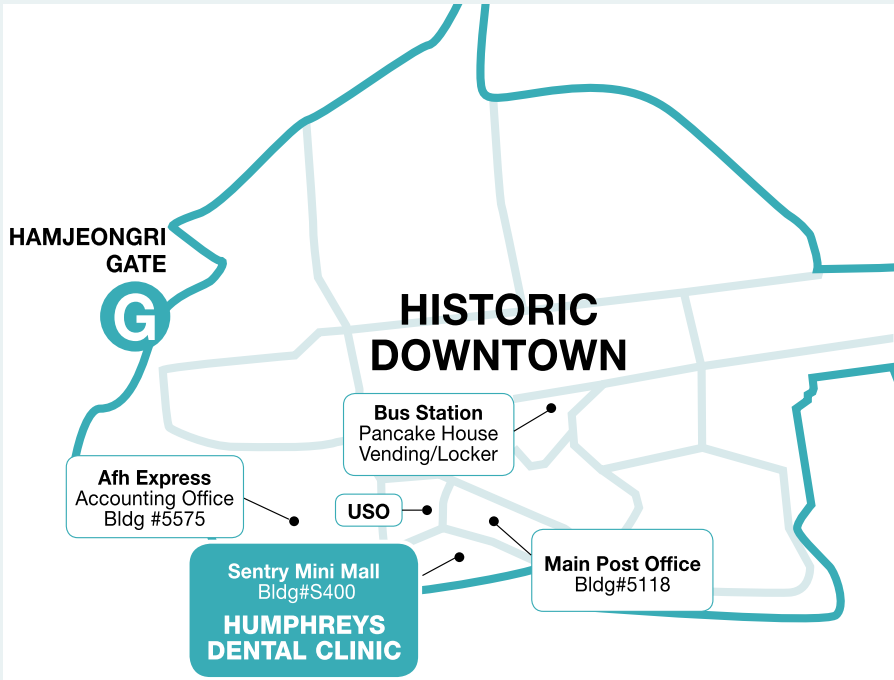 HAMJEONGRI
GATE
G
HISTORIC
DOWNTOWN
Bus Station
Pancake House
Vending/Locker
Afh Express
Accounting Office
Bldg #5575
USO
Sentry Mini Mall
Bldg#S400
HUMPHREYS
DENTAL CLINIC
Main Post Office
Bldg#5118